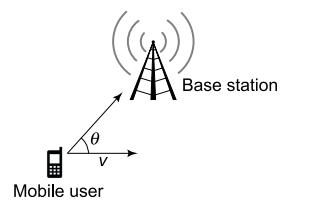 Base station
θ
v
Mobile user